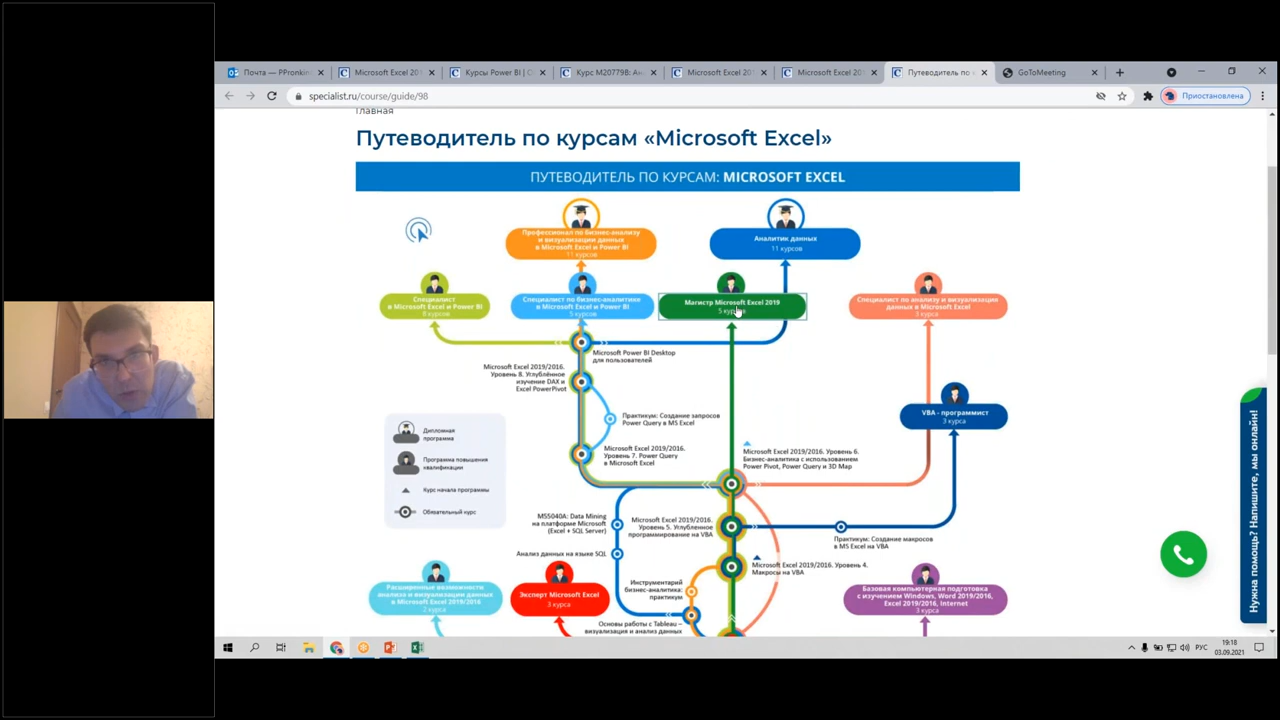 Почта — PPronkin
Microsoft Excel 201
Курсы Power BI | C
Курс M20779B: Ан
Microsoft Excel 201
Microsoft Excel 201
Путеводитель по к
GoToMeeting
specialist.ru/course/guide/98
Приостановлена
Главная
Путеводитель по курсам «Microsoft Excel»
ПУТЕВОДИТЕЛЬ ПО КУРСАМ: MICROSOFT EXCEL
Профессионал по бизнес-анализу
и визуализации данных
в Microsoft Excel и Power BI
11 курсов
Аналитик данных
11 курсов
Специалист
в Microsoft Excel и Power BI
8 курсов
Специалист по бизнес-аналитике
в Microsoft Excel и Power BI
5 курсов
Магистр Microsoft Excel 2019
5 курсов
Специалист по анализу и визуализации
данных в Microsoft Excel
3 курса
Microsoft Power BI Desktop
для пользователей
Microsoft Excel 2019/2016.
Уровень 8. Углублённое
изучение DAX и
Excel PowerPivot
Практикум: Создание запросов
Power Query в MS Excel
VBA - программист
3 курса
Дипломная
программа
Программа повышения
квалификации
Курс начала программы
Обязательный курс
Microsoft Excel 2019/2016.
Уровень 7. Power Query
в Microsoft Excel
Microsoft Excel 2019/2016. Уровень 6.
Бизнес-аналитика с использованием
Power Pivot, Power Query и 3D Map
MS5040A: Data Mining
на платформе Microsoft
(Excel + SQL Server)
Microsoft Excel 2019/2016.
Уровень 5. Углубленное
программирование на VBA
Практикум: Создание макросов
в MS Excel на VBA
Анализ данных на языке SQL
Microsoft Excel 2019/2016. Уровень 4.
Макросы на VBA
Инструментарий
бизнес-аналитика:
практикум
Расширенные возможности
анализа и визуализации данных
в Microsoft Excel 2019/2016
2 курса
Эксперт Microsoft Excel
3 курса
Базовая компьютерная подготовка
с изучением Windows, Word 2019/2016,
Excel 2019/2016, Internet
3 курса
Основы работы с Tableau –
визуализация и анализ данных
Нужна помощь? Напишите, мы онлайн!
РУС
19:18
03.09.2021